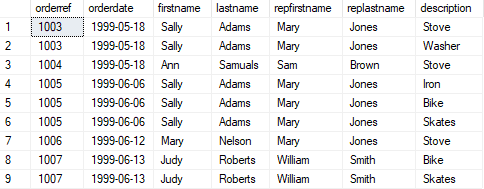 orderref orderdate firstname lastname repfirstname replastname description
1 1003 1999-05-18 Sally Adams Mary Jones Stove
2 1003 1999-05-18 Sally Adams Mary Jones Washer
3 1004 1999-05-18 Ann Samuals Sam Brown Stove
4 1005 1999-06-06 Sally Adams Mary Jones Iron
5 1005 1999-06-06 Sally Adams Mary Jones Bike
6 1005 1999-06-06 Sally Adams Mary Jones Skates
7 1006 1999-06-12 Mary Nelson Mary Jones Stove
8 1007 1999-06-13 Judy Roberts William Smith Bike
9 1007 1999-06-13 Judy Roberts William Smith Skates